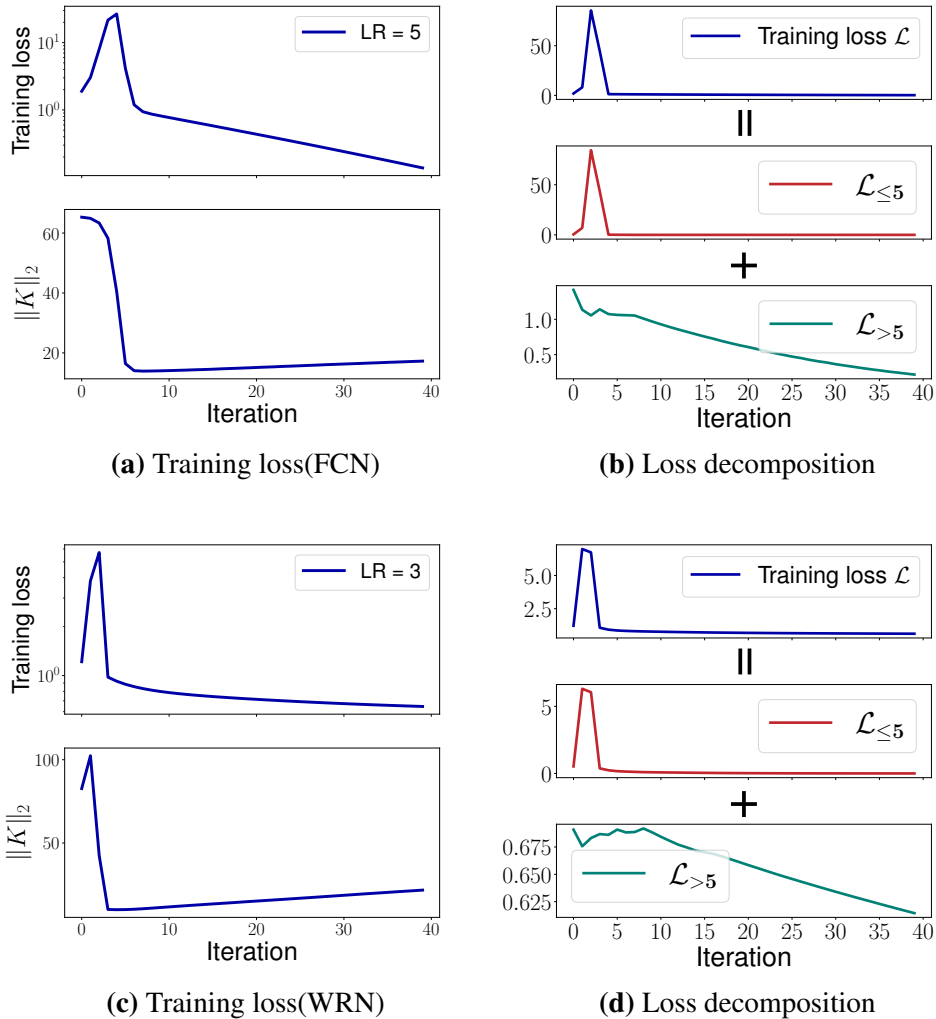 Training loss
10^1
10^0
LR = 5
‖K‖_2
60
40
20
0 10 20 30 40
Iteration
(a) Training loss(FCN)
50
0
Training loss ℒ
=
50
0
ℒ_{≤5}
+
1.0
0.5
ℒ_{>5}
0 5 10 15 20 25 30 35 40
Iteration
(b) Loss decomposition
Training loss
10^0
LR = 3
‖K‖_2
100
50
0 10 20 30 40
Iteration
(c) Training loss(WRN)
5.0
2.5
Training loss ℒ
=
5
0
ℒ_{≤5}
+
0.675
0.650
0.625
ℒ_{>5}
0 5 10 15 20 25 30 35 40
Iteration
(d) Loss decomposition